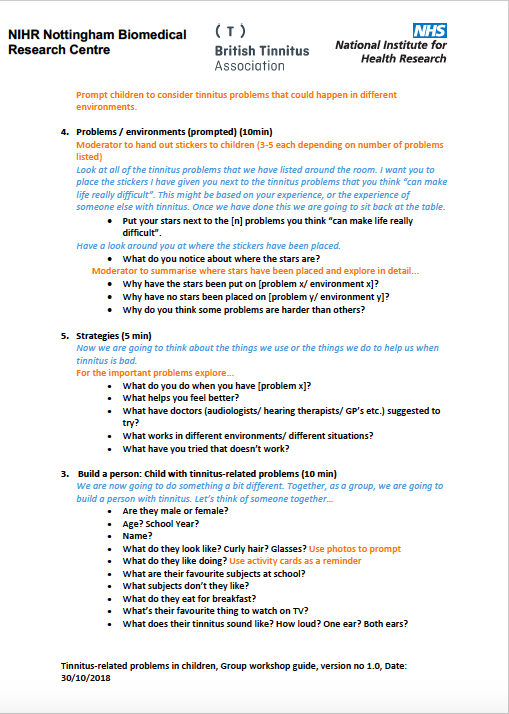 NIHR Nottingham Biomedical
Research Centre
( T )
British Tinnitus
Association
NHS
National Institute for
Health Research
Prompt children to consider tinnitus problems that could happen in different
environments.
4. Problems / environments (prompted) (10min)
Moderator to hand out stickers to children (3-5 each depending on number of problems
listed)
Look at all of the tinnitus problems that we have listed around the room. I want you to
place the stickers I have given you next to the tinnitus problems that you think “can make
life really difficult”. This might be based on your experience, or the experience of
someone else with tinnitus. Once we have done this we are going to sit back at the table.
• Put your stars next to the [n] problems you think “can make life really
difficult”.
Have a look around you at where the stickers have been placed.
• What do you notice about where the stars are?
Moderator to summarise where stars have been placed and explore in detail...
• Why have the stars been put on [problem x/ environment x]?
• Why have no stars been placed on [problem y/ environment y]?
• Why do you think some problems are harder than others?
5. Strategies (5 min)
Now we are going to think about the things we use or the things we do to help us when
tinnitus is bad.
For the important problems explore...
• What do you do when you have [problem x]?
• What helps you feel better?
• What have doctors (audiologists/ hearing therapists/ GP’s etc.) suggested to
try?
• What works in different environments/ different situations?
• What have you tried that doesn’t work?
3. Build a person: Child with tinnitus-related problems (10 min)
We are now going to do something a bit different. Together, as a group, we are going to
build a person with tinnitus. Let’s think of someone together...
• Are they male or female?
• Age? School Year?
• Name?
• What do they look like? Curly hair? Glasses? Use photos to prompt
• What do they like doing? Use activity cards as a reminder
• What are their favourite subjects at school?
• What subjects don’t they like?
• What do they eat for breakfast?
• What’s their favourite thing to watch on TV?
• What does their tinnitus sound like? How loud? One ear? Both ears?
Tinnitus-related problems in children, Group workshop guide, version no 1.0, Date:
30/10/2018